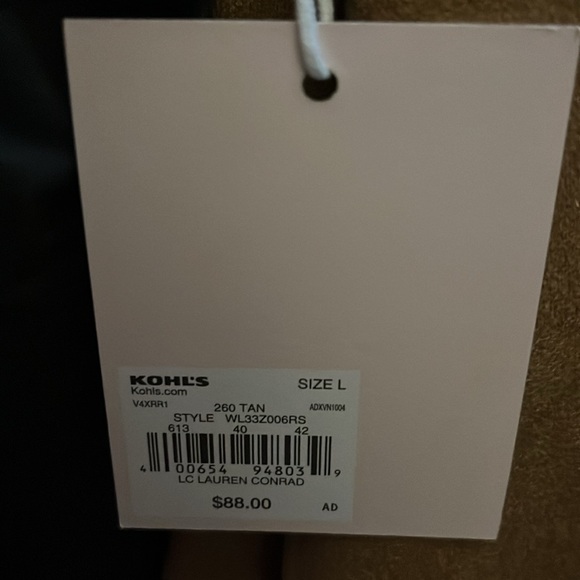 KOHL'S SIZE L
Kohls.com
V4XRR1 260 TAN ADXVN1004
STYLE WL33Z006RS
613 40 42
4 00654 94803 9
LC LAUREN CONRAD
$88.00 AD